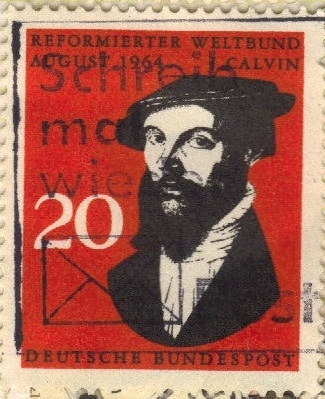 REFORMIERTER WELTBUND
AUGUST 1964 CALVIN
Schreib
mal
wie
20
DEUTSCHE BUNDESPOST